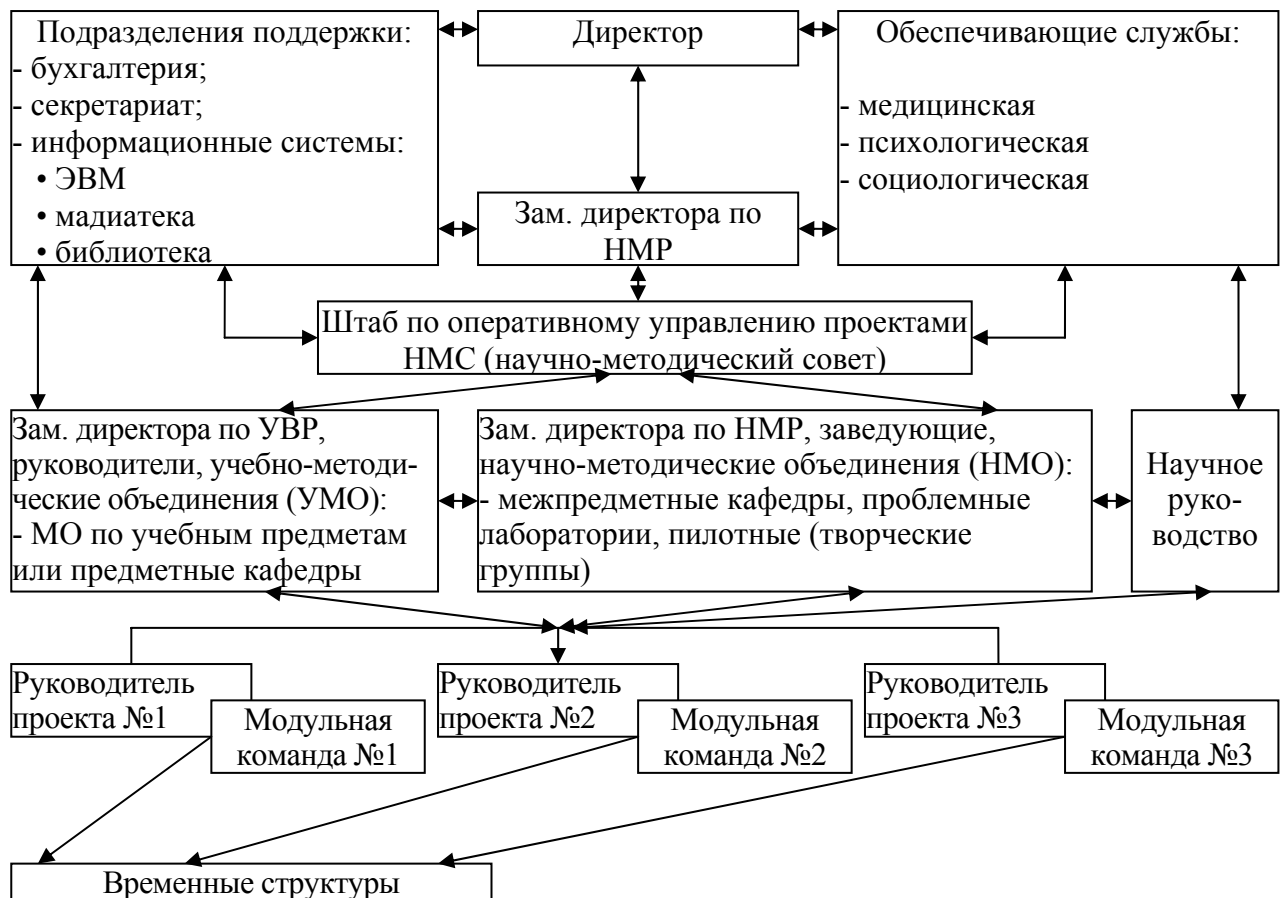 Подразделения поддержки:
- бухгалтерия;
- секретариат;
- информационные системы:
• ЭВМ
• мадиатека
• библиотека
Директор
Обеспечивающие службы:
- медицинская
- психологическая
- социологическая
Зам. директора по
НМР
Штаб по оперативному управлению проектами
НМС (научно-методический совет)
Зам. директора по УВР,
руководители, учебно-методи-
ческие объединения (УМО):
- МО по учебным предметам
или предметные кафедры
Зам. директора по НМР, заведующие,
научно-методические объединения (НМО):
- межпредметные кафедры, проблемные
лаборатории, пилотные (творческие
группы)
Научное
руко-
водство
Руководитель
проекта №1
Модульная
команда №1
Руководитель
проекта №2
Модульная
команда №2
Руководитель
проекта №3
Модульная
команда №3
Временные структуры